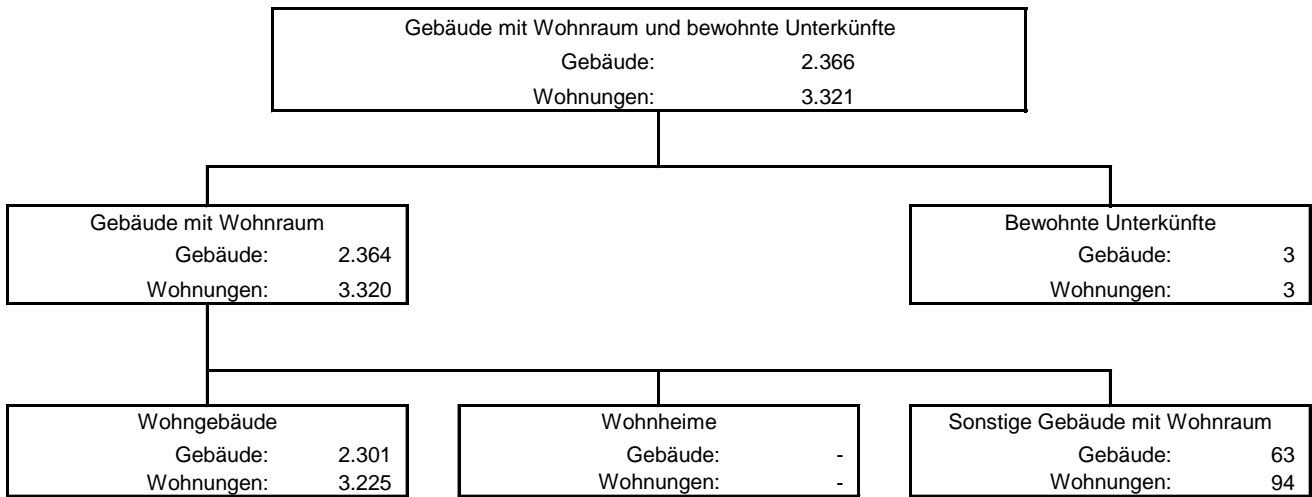 Gebäude mit Wohnraum und bewohnte Unterkünfte
Gebäude: 2.366
Wohnungen: 3.321
Gebäude mit Wohnraum
Gebäude: 2.364
Wohnungen: 3.320
Bewohnte Unterkünfte
Gebäude: 3
Wohnungen: 3
Wohngebäude
Gebäude: 2.301
Wohnungen: 3.225
Wohnheime
Gebäude: -
Wohnungen: -
Sonstige Gebäude mit Wohnraum
Gebäude: 63
Wohnungen: 94